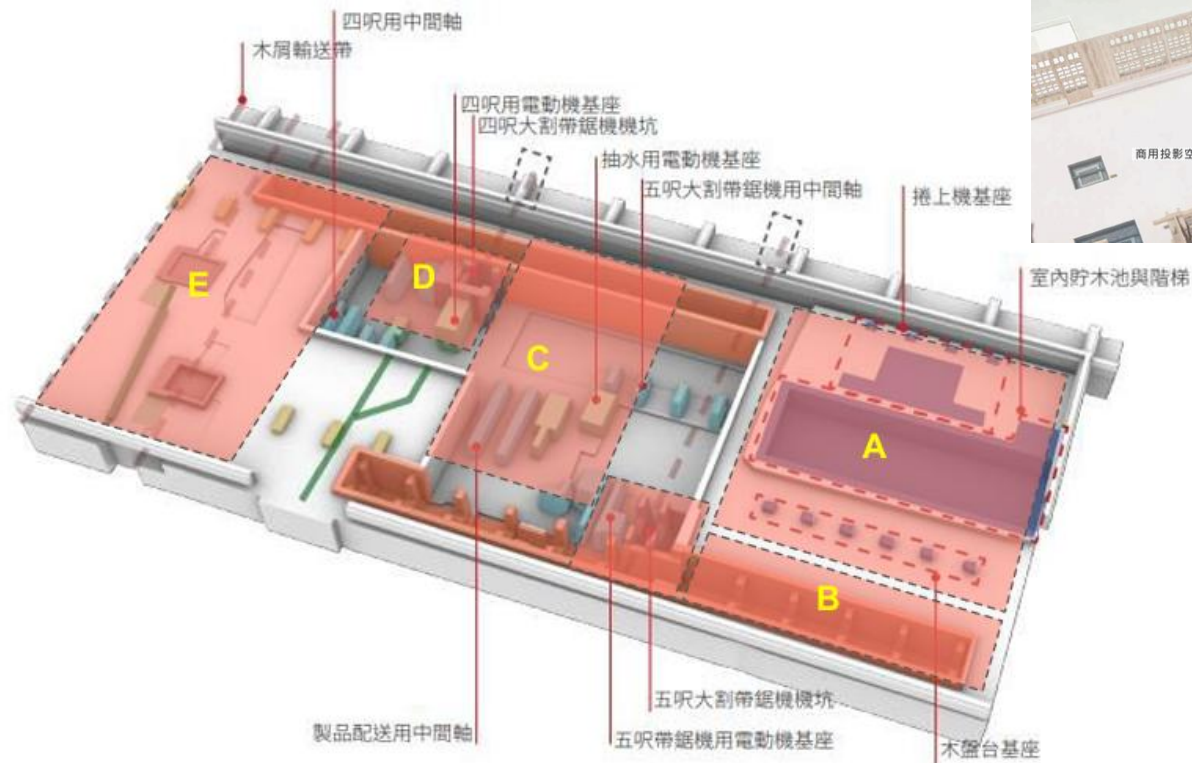 四呎用中間軸
木屑輸送帶
四呎用電動機基座
四呎大割帶鋸機機坑
抽水用電動機基座
五呎大割帶鋸機用中間軸
捲上機基座
商用投影空
室內貯木池與階梯
E
D
C
A
B
製品配送用中間軸
五呎大割帶鋸機機坑
五呎帶鋸機用電動機基座
木盤台基座